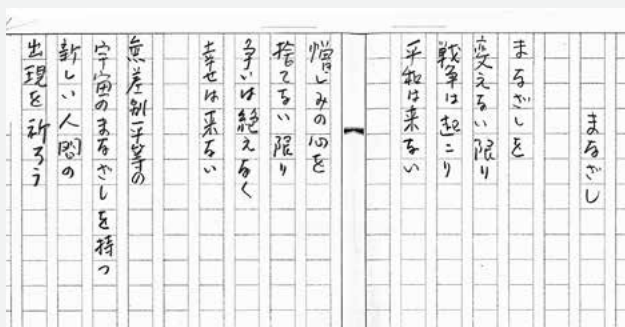 まなざし
まなざしを
変えない限り
戦争は起こり
平和は来ない
憎しみの心を
捨てない限り
争いは絶えなく
幸せは来ない
無差別平等の
宇宙のまなざしを持つ
新しい人間の
出現を祈ろう